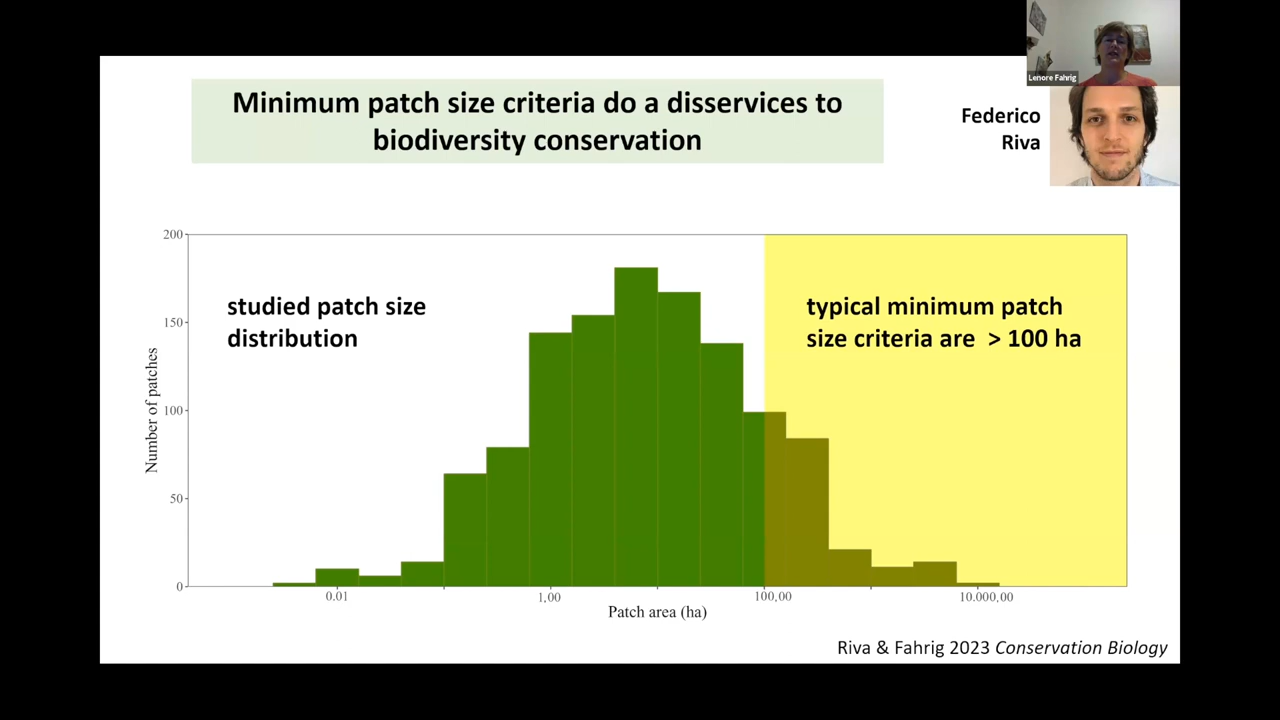 Lenore Fahrig
Minimum patch size criteria do a disservices to
biodiversity conservation
Federico
Riva
200
150
100
50
0
Number of patches
studied patch size
distribution
typical minimum patch
size criteria are > 100 ha
0.01
1,00
100,00
10.000,00
Patch area (ha)
Riva & Fahrig 2023 Conservation Biology